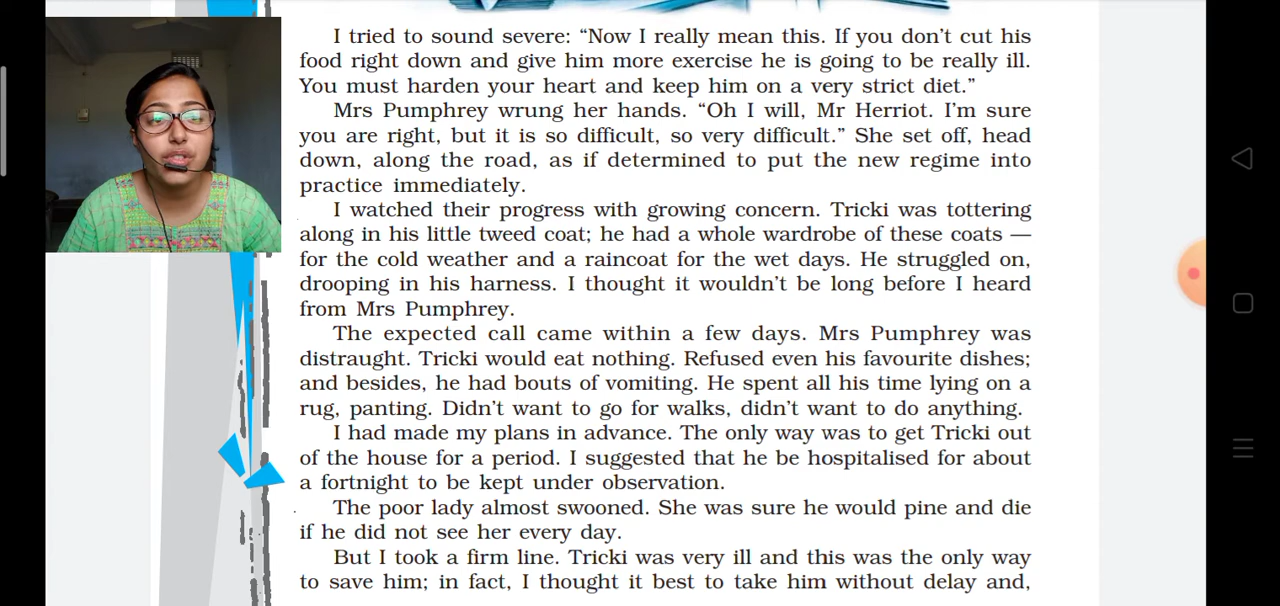 I tried to sound severe: “Now I really mean this. If you don’t cut his
food right down and give him more exercise he is going to be really ill.
You must harden your heart and keep him on a very strict diet.”
Mrs Pumphrey wrung her hands. “Oh I will, Mr Herriot. I’m sure
you are right, but it is so difficult, so very difficult.” She set off, head
down, along the road, as if determined to put the new regime into
practice immediately.
I watched their progress with growing concern. Tricki was tottering
along in his little tweed coat; he had a whole wardrobe of these coats —
for the cold weather and a raincoat for the wet days. He struggled on,
drooping in his harness. I thought it wouldn’t be long before I heard
from Mrs Pumphrey.
The expected call came within a few days. Mrs Pumphrey was
distraught. Tricki would eat nothing. Refused even his favourite dishes;
and besides, he had bouts of vomiting. He spent all his time lying on a
rug, panting. Didn’t want to go for walks, didn’t want to do anything.
I had made my plans in advance. The only way was to get Tricki out
of the house for a period. I suggested that he be hospitalised for about
a fortnight to be kept under observation.
The poor lady almost swooned. She was sure he would pine and die
if he did not see her every day.
But I took a firm line. Tricki was very ill and this was the only way
to save him; in fact, I thought it best to take him without delay and,